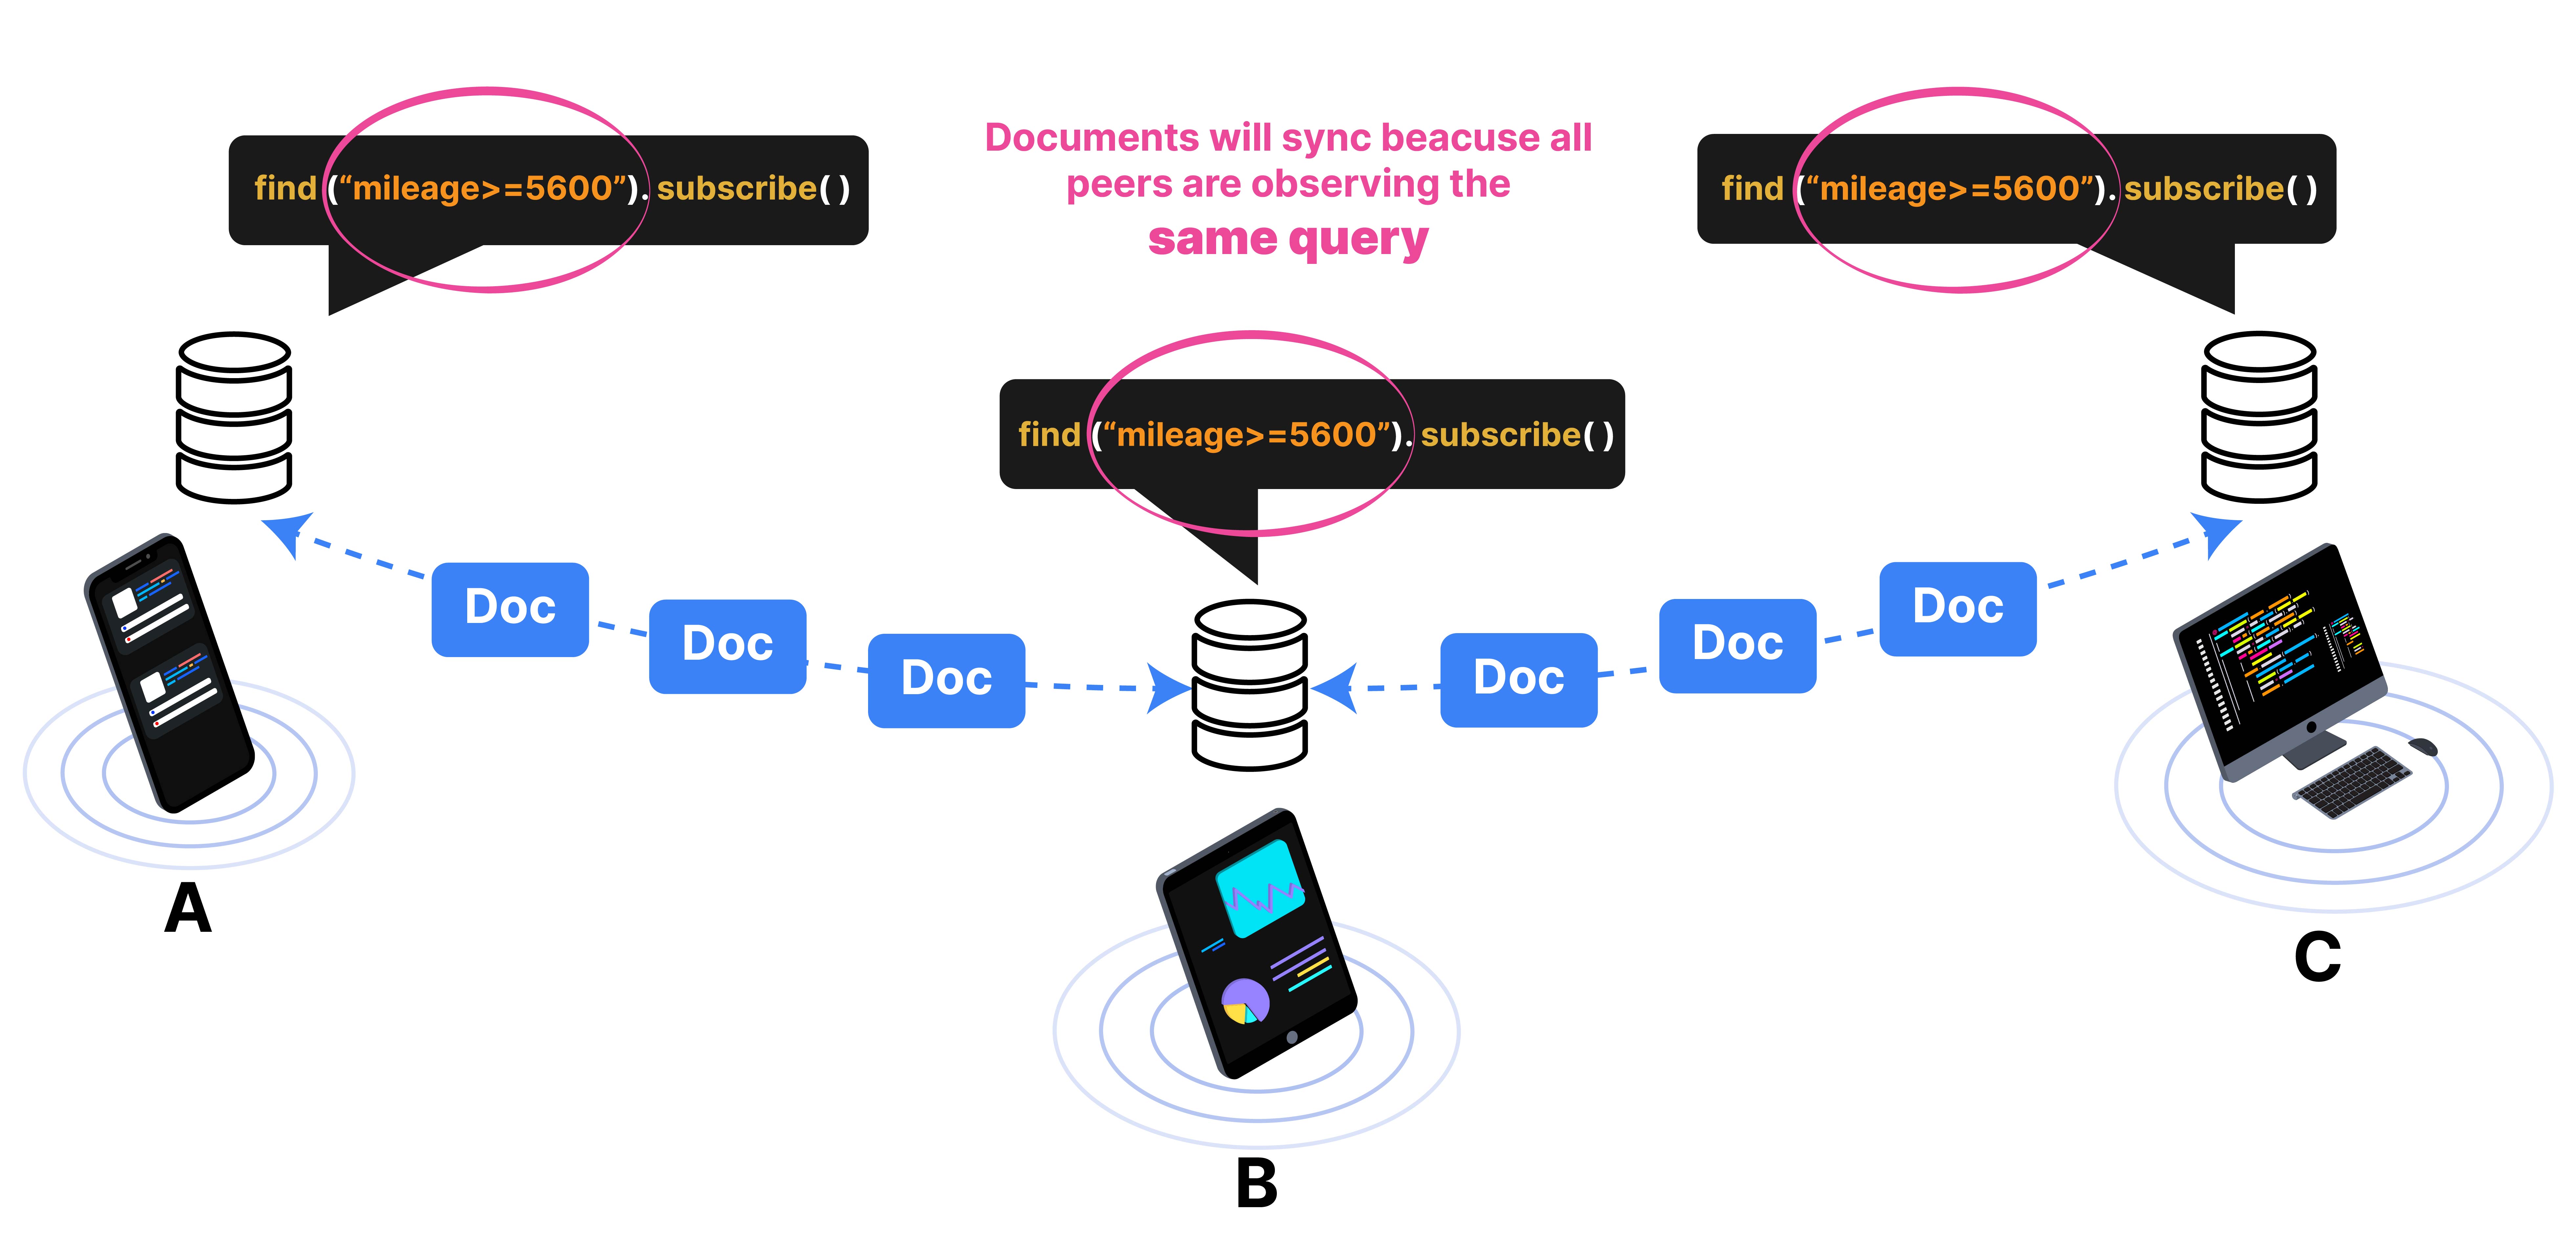 find (“mileage>=5600”). subscribe( )
Documents will sync beacuse all
peers are observing the
same query
find (“mileage>=5600”). subscribe( )
find (“mileage>=5600”). subscribe( )
Doc
Doc
Doc
Doc
Doc
Doc
A
B
C